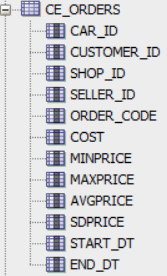 CE_ORDERS
CAR_ID
CUSTOMER_ID
SHOP_ID
SELLER_ID
ORDER_CODE
COST
MINPRICE
MAXPRICE
AVGPRICE
SDPRICE
START_DT
END_DT